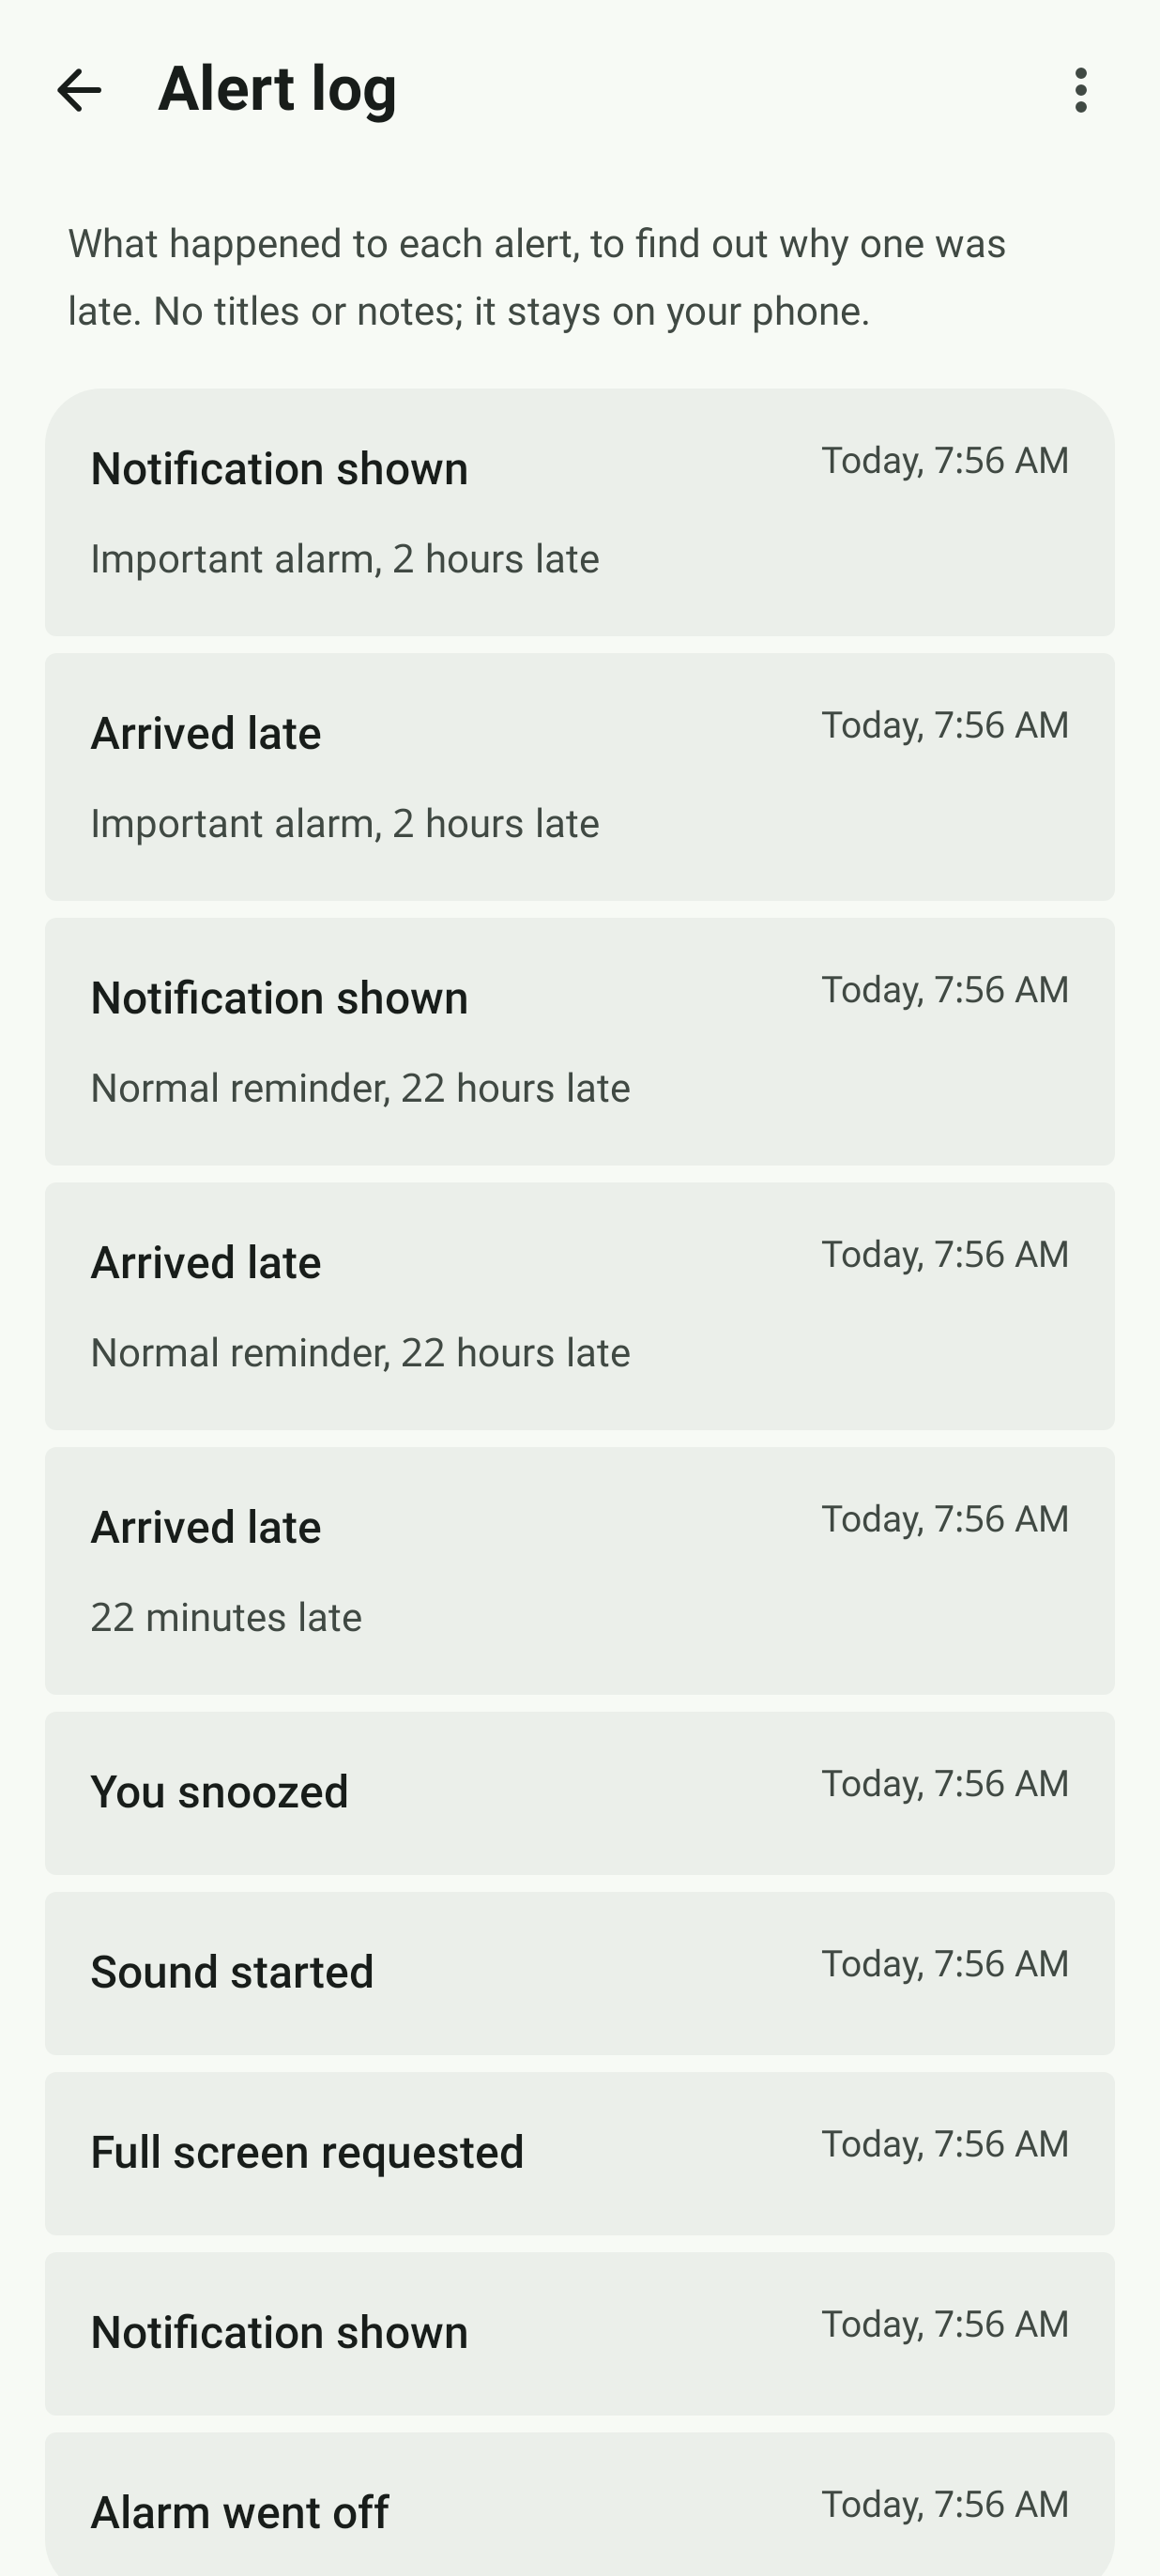 Alert log
What happened to each alert, to find out why one was
late. No titles or notes; it stays on your phone.
Notification shown
Today, 7:56 AM
Important alarm, 2 hours late
Arrived late
Today, 7:56 AM
Important alarm, 2 hours late
Notification shown
Today, 7:56 AM
Normal reminder, 22 hours late
Arrived late
Today, 7:56 AM
Normal reminder, 22 hours late
Arrived late
Today, 7:56 AM
22 minutes late
You snoozed
Today, 7:56 AM
Sound started
Today, 7:56 AM
Full screen requested
Today, 7:56 AM
Notification shown
Today, 7:56 AM
Alarm went off
Today, 7:56 AM